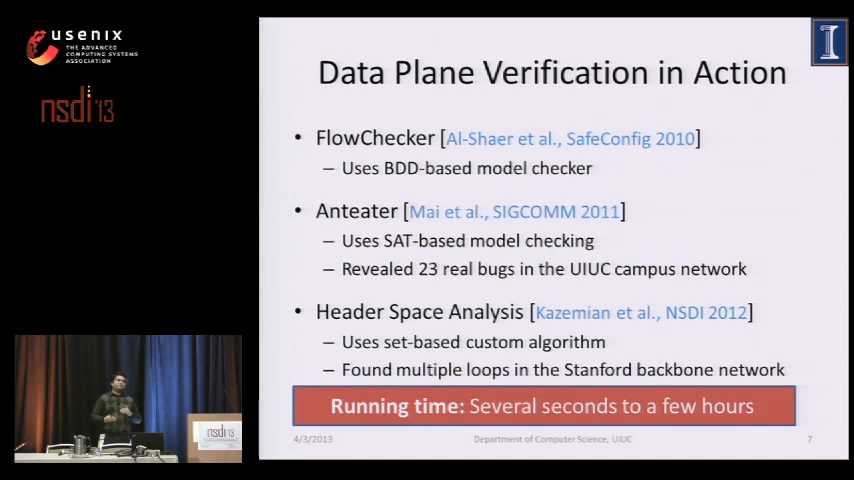 usenix
THE ADVANCED
COMPUTING SYSTEMS
ASSOCIATION
nsdi '13
I
Data Plane Verification in Action
• FlowChecker [Al-Shaer et al., SafeConfig 2010]
– Uses BDD-based model checker
• Anteater [Mai et al., SIGCOMM 2011]
– Uses SAT-based model checking
– Revealed 23 real bugs in the UIUC campus network
• Header Space Analysis [Kazemian et al., NSDI 2012]
– Uses set-based custom algorithm
– Found multiple loops in the Stanford backbone network
Running time: Several seconds to a few hours
4/3/2013
Department of Computer Science, UIUC
7
nsdi'13